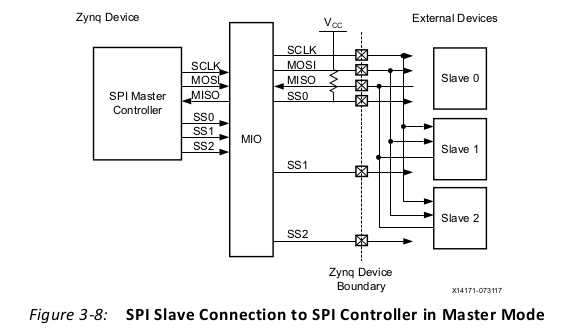 Zynq Device
External Devices
VCC
SPI Master
Controller
SCLK
MOSI
MISO
SS0
SS1
SS2
MIO
SCLK
MOSI
MISO
SS0
SS1
SS2
Slave 0
Slave 1
Slave 2
Zynq Device
Boundary
X14171-073117
Figure 3-8: SPI Slave Connection to SPI Controller in Master Mode